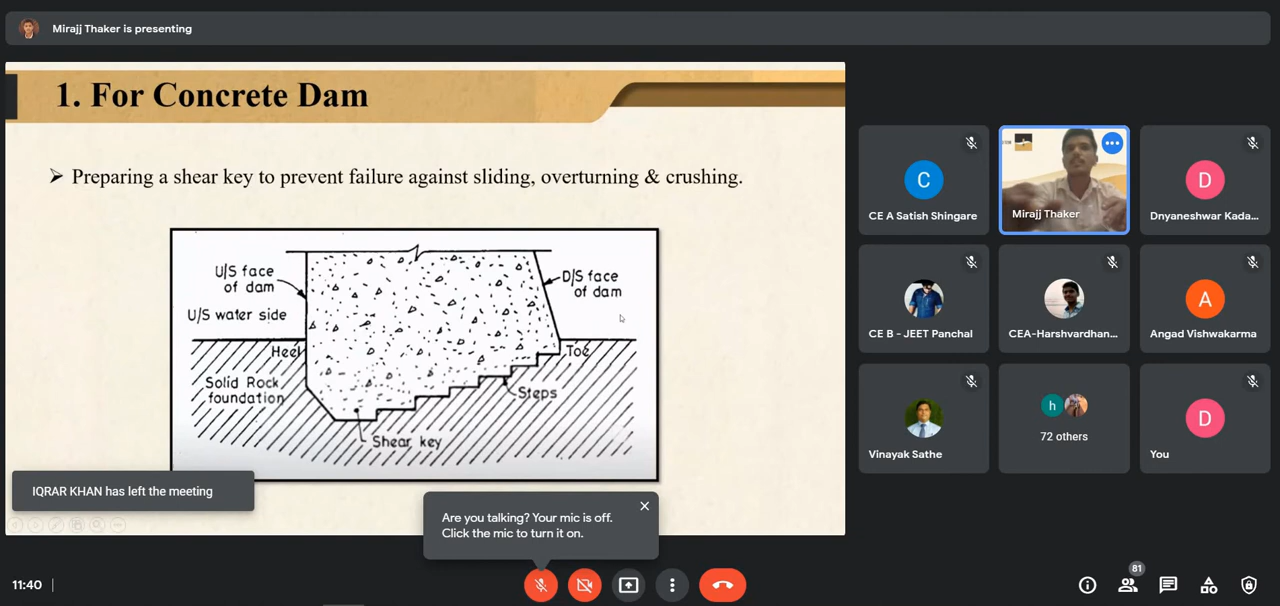 Mirajj Thaker is presenting
1. For Concrete Dam
➢ Preparing a shear key to prevent failure against sliding, overturning & crushing.
U/S face
of dam
D/S face
of dam
U/S water side
Heel
Toe
Solid Rock
foundation
Steps
Shear key
IQRAR KHAN has left the meeting
Are you talking? Your mic is off.
Click the mic to turn it on.
C
CE A Satish Shingare
Mirajj Thaker
D
Dnyaneshwar Kada...
CE B - JEET Panchal
CEA-Harshvardhan...
A
Angad Vishwakarma
Vinayak Sathe
h
72 others
D
You
11:40
81